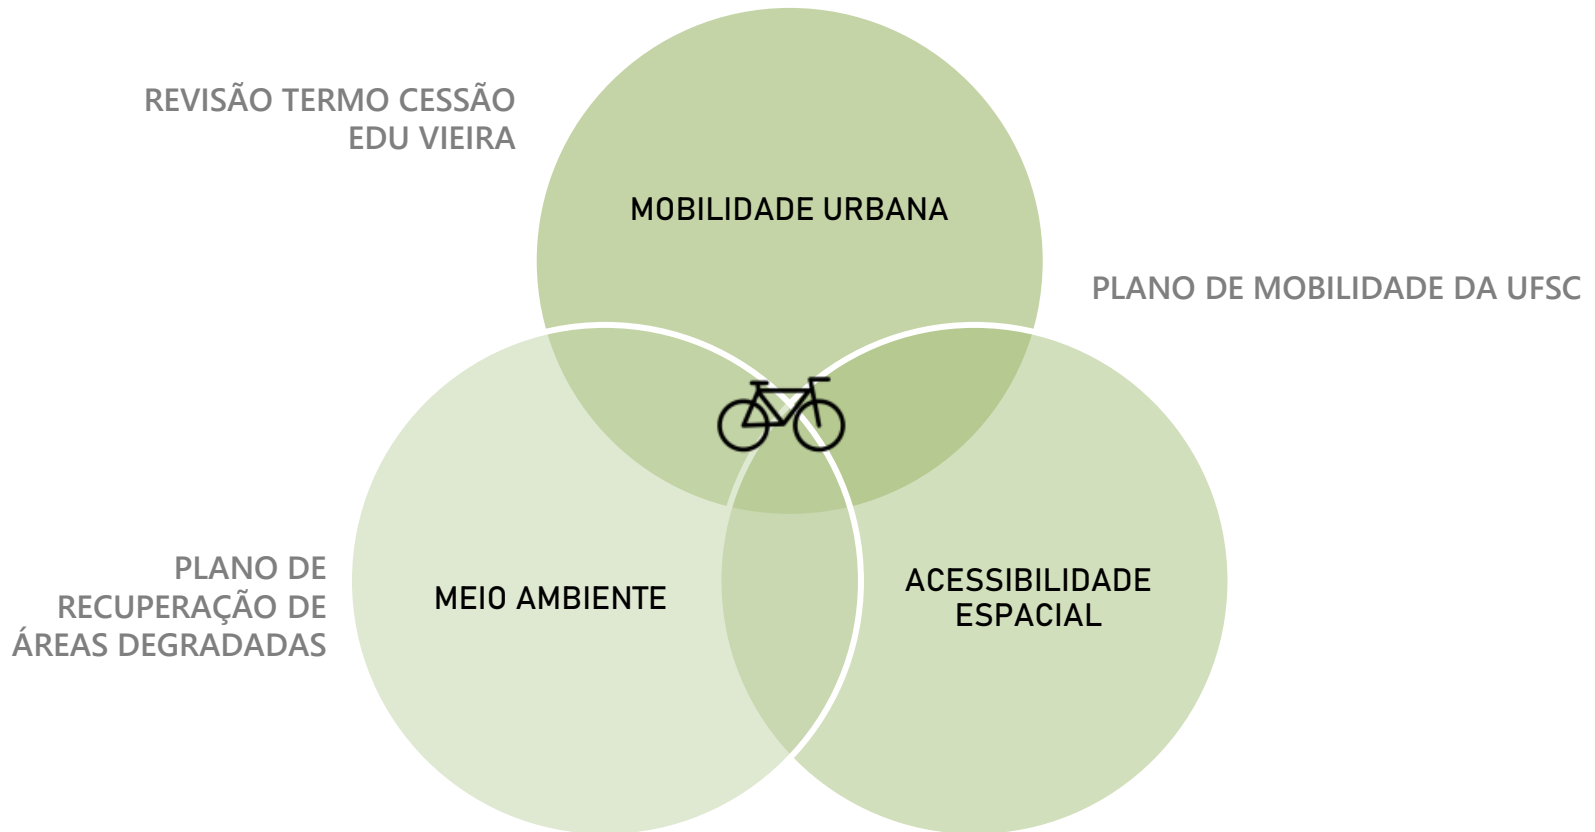 REVISÃO TERMO CESSÃO
EDU VIEIRA
MOBILIDADE URBANA
PLANO DE MOBILIDADE DA UFSC
PLANO DE
RECUPERAÇÃO DE
ÁREAS DEGRADADAS
MEIO AMBIENTE
ACESSIBILIDADE
ESPACIAL